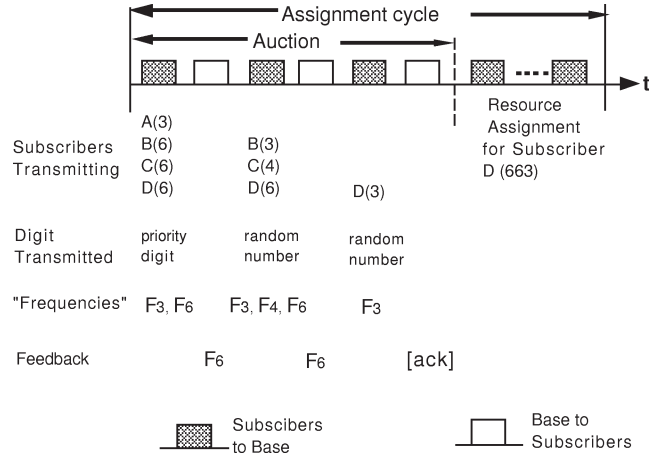 Assignment cycle
Auction
t
Resource
Assignment
for Subscriber
D (663)
Subscribers
Transmitting
A(3)
B(6)
C(6)
D(6)
B(3)
C(4)
D(6)
D(3)
Digit
Transmitted
priority
digit
random
number
random
number
"Frequencies"
F3, F6
F3, F4, F6
F3
Feedback
F6
F6
[ack]
Subscibers
to Base
Base to
Subscribers